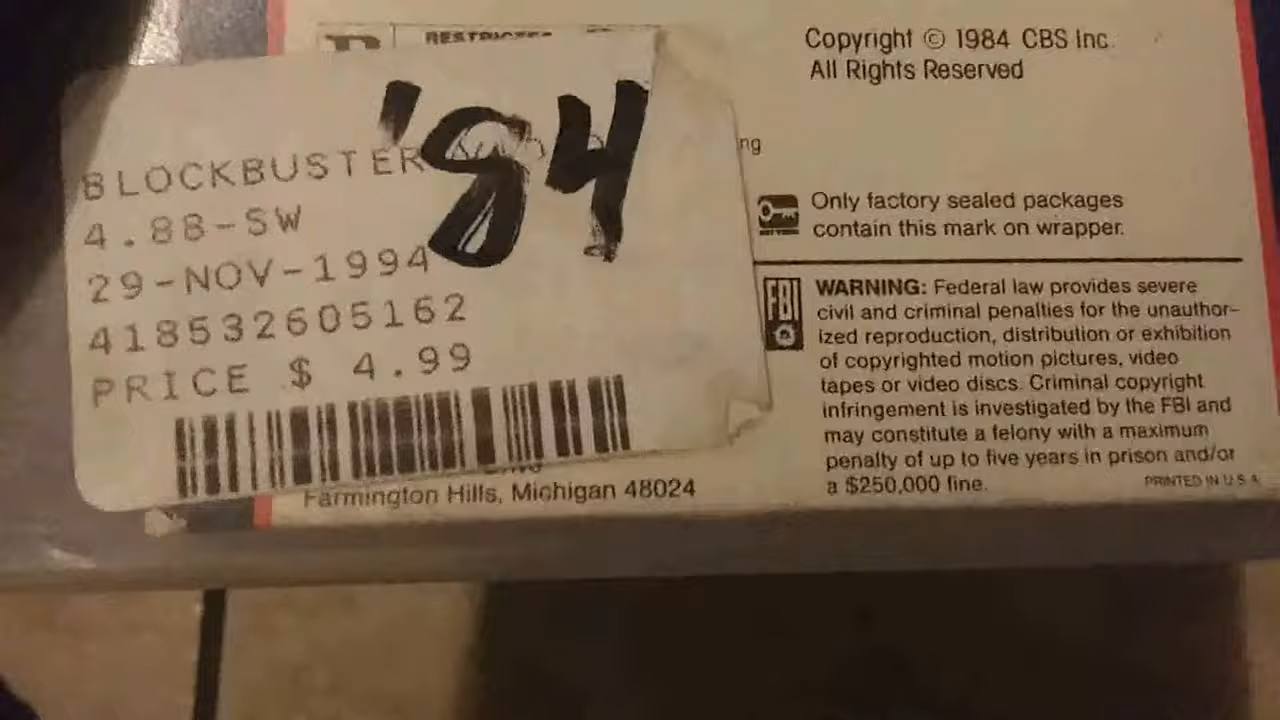 R
RESTRICTED
'84
BLOCKBUSTER
4.88-SW
29-NOV-1994
418532605162
PRICE $ 4.99
Farmington Hills, Michigan 48024
Copyright © 1984 CBS Inc.
All Rights Reserved
ng
Only factory sealed packages
contain this mark on wrapper.
FBI
WARNING: Federal law provides severe
civil and criminal penalties for the unauthor-
ized reproduction, distribution or exhibition
of copyrighted motion pictures, video
tapes or video discs. Criminal copyright
infringement is investigated by the FBI and
may constitute a felony with a maximum
penalty of up to five years in prison and/or
a $250,000 fine.
PRINTED IN U.S.A.